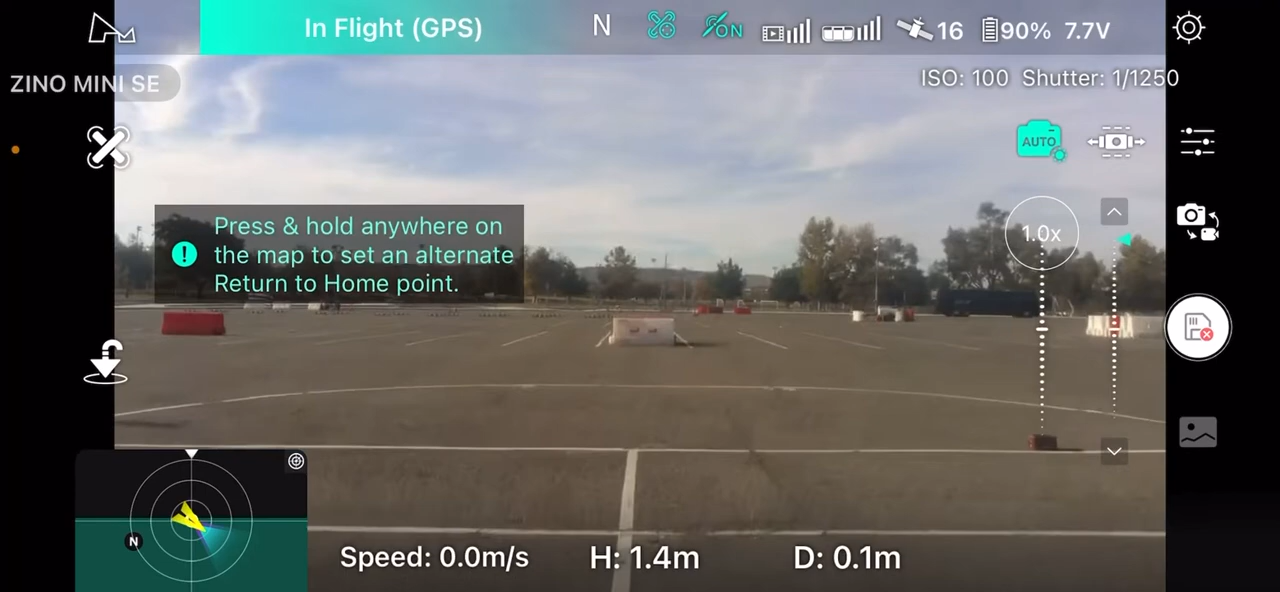 In Flight (GPS)
N
ON
16
90%
7.7V
ZINO MINI SE
ISO: 100 Shutter: 1/1250
AUTO
Press & hold anywhere on
the map to set an alternate
Return to Home point.
1.0x
N
Speed: 0.0m/s
H: 1.4m
D: 0.1m